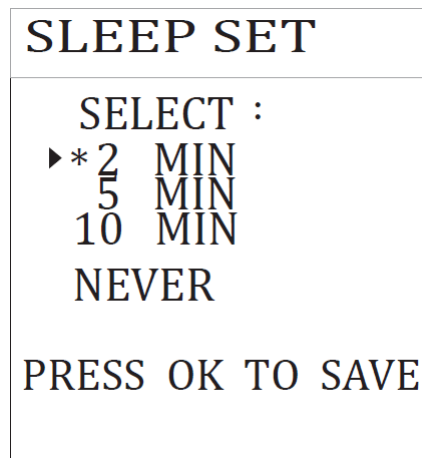 SLEEP SET
SELECT :
▶*2 MIN
5 MIN
10 MIN
NEVER
PRESS OK TO SAVE